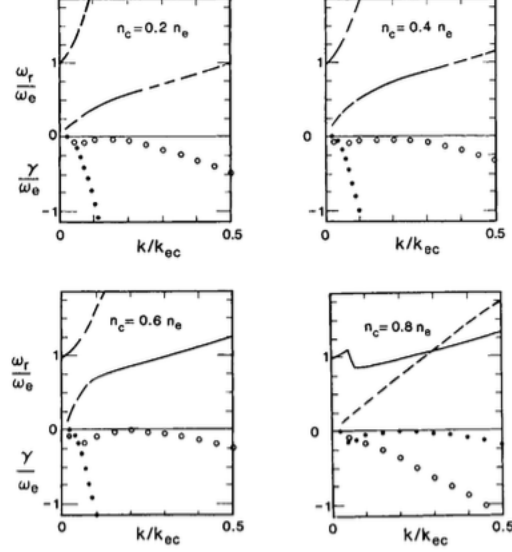 n_c = 0.2 n_e
ω_r/ω_e
1
0
γ/ω_e
-1
0
0.5
k/k_ec
n_c = 0.4 n_e
1
0
-1
0
0.5
k/k_ec
n_c = 0.6 n_e
ω_r/ω_e
1
0
γ/ω_e
-1
0
0.5
k/k_ec
n_c = 0.8 n_e
1
0
-1
0
0.5
k/k_ec